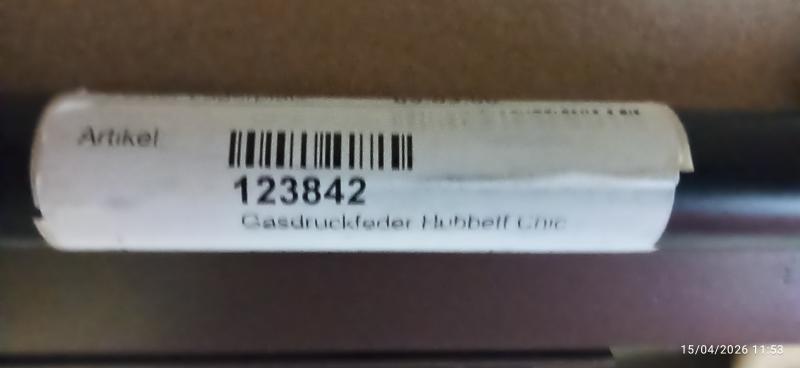 Artikel
123842
Gasdruckfeder Hubbett Chic
15/04/2026 11:53